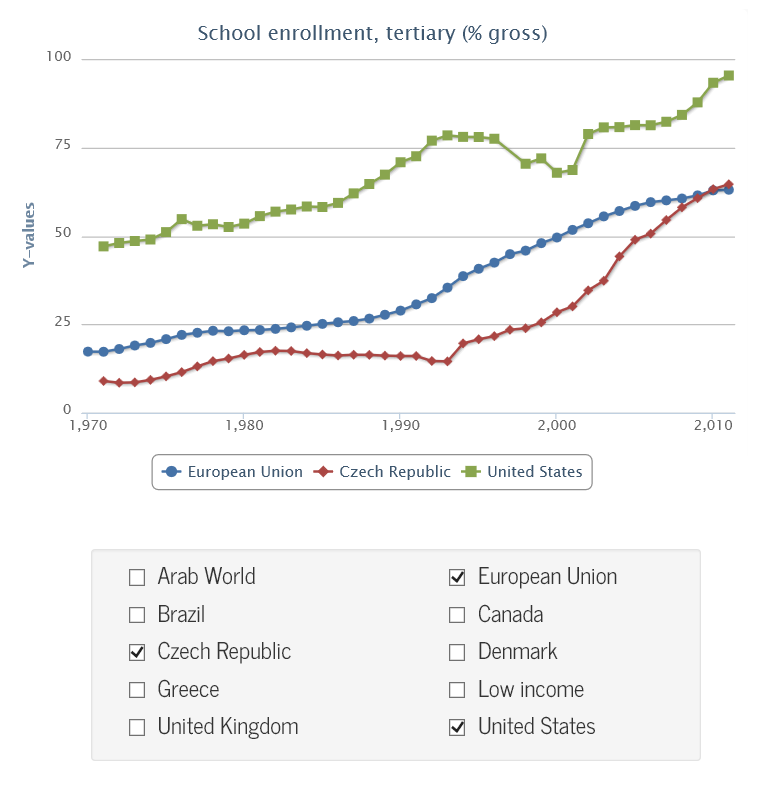 School enrollment, tertiary (% gross)
100
75
50
25
0
Y-values
1,970 1,980 1,990 2,000 2,010
European Union Czech Republic United States
Arab World European Union
Brazil Canada
Czech Republic Denmark
Greece Low income
United Kingdom United States